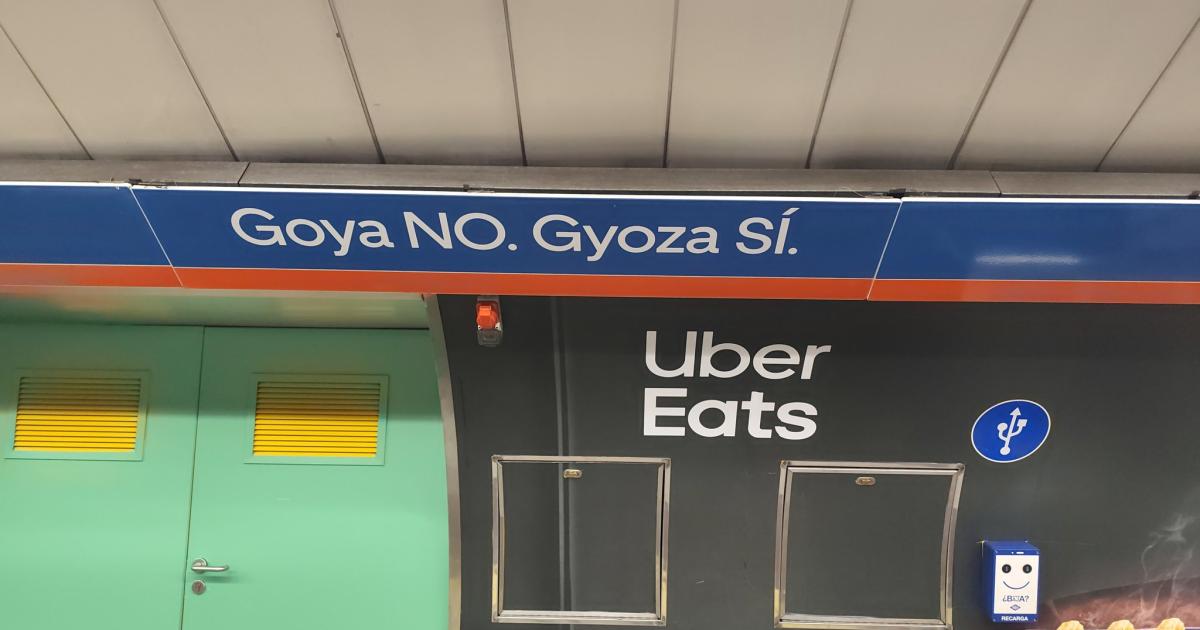 Goya NO. Gyoza SÍ.
Uber
Eats
RECARGA